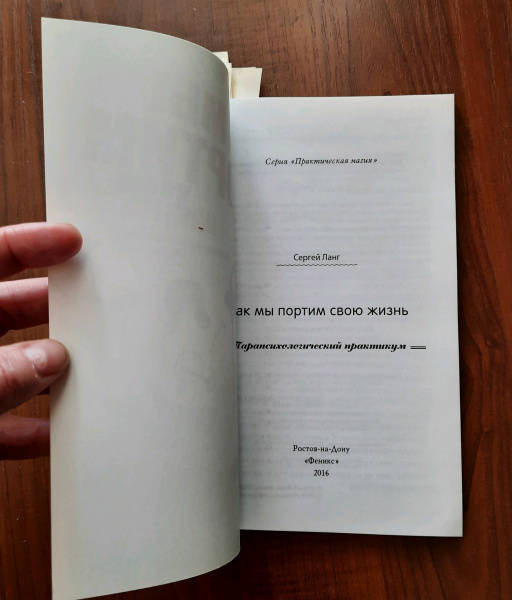 Серия «Практическая магия»
Сергей Ланг
ак мы портим свою жизнь
Парапсихологический практикум
Ростов-на-Дону
«Феникс»
2016